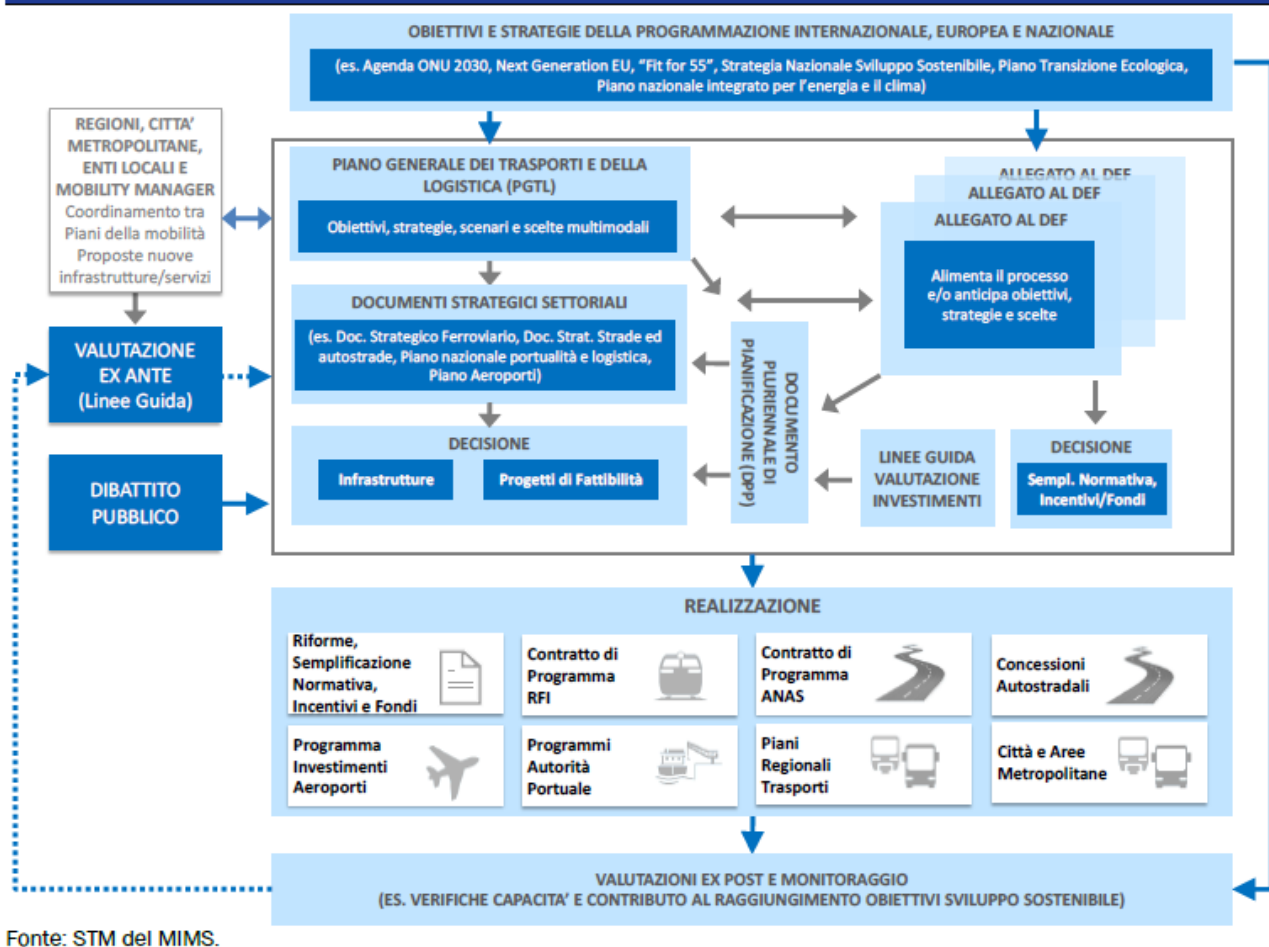 OBIETTIVI E STRATEGIE DELLA PROGRAMMAZIONE INTERNAZIONALE, EUROPEA E NAZIONALE
(es. Agenda ONU 2030, Next Generation EU, "Fit for 55", Strategia Nazionale Sviluppo Sostenibile, Piano Transizione Ecologica,
Piano nazionale integrato per l'energia e il clima)
REGIONI, CITTA'
METROPOLITANE,
ENTI LOCALI E
MOBILITY MANAGER
Coordinamento tra
Piani della mobilità
Proposte nuove
infrastrutture/servizi
VALUTAZIONE
EX ANTE
(Linee Guida)
DIBATTITO
PUBBLICO
PIANO GENERALE DEI TRASPORTI E DELLA
LOGISTICA (PGTL)
Obiettivi, strategie, scenari e scelte multimodali
DOCUMENTI STRATEGICI SETTORIALI
(es. Doc. Strategico Ferroviario, Doc. Strat. Strade ed
autostrade, Piano nazionale portualità e logistica,
Piano Aeroporti)
DECISIONE
Infrastrutture
Progetti di Fattibilità
DOCUMENTO
PLURIENNALE DI
PIANIFICAZIONE (DPP)
ALLEGATO AL DEF
ALLEGATO AL DEF
ALLEGATO AL DEF
Alimenta il processo
e/o anticipa obiettivi,
strategie e scelte
LINEE GUIDA
VALUTAZIONE
INVESTIMENTI
DECISIONE
Sempl. Normativa,
Incentivi/Fondi
REALIZZAZIONE
Riforme,
Semplificazione
Normativa,
Incentivi e Fondi
Contratto di
Programma
RFI
Contratto di
Programma
ANAS
Concessioni
Autostradali
Programma
Investimenti
Aeroporti
Programmi
Autorità
Portuale
Piani
Regionali
Trasporti
Città e Aree
Metropolitane
VALUTAZIONI EX POST E MONITORAGGIO
(ES. VERIFICHE CAPACITA' E CONTRIBUTO AL RAGGIUNGIMENTO OBIETTIVI SVILUPPO SOSTENIBILE)
Fonte: STM del MIMS.